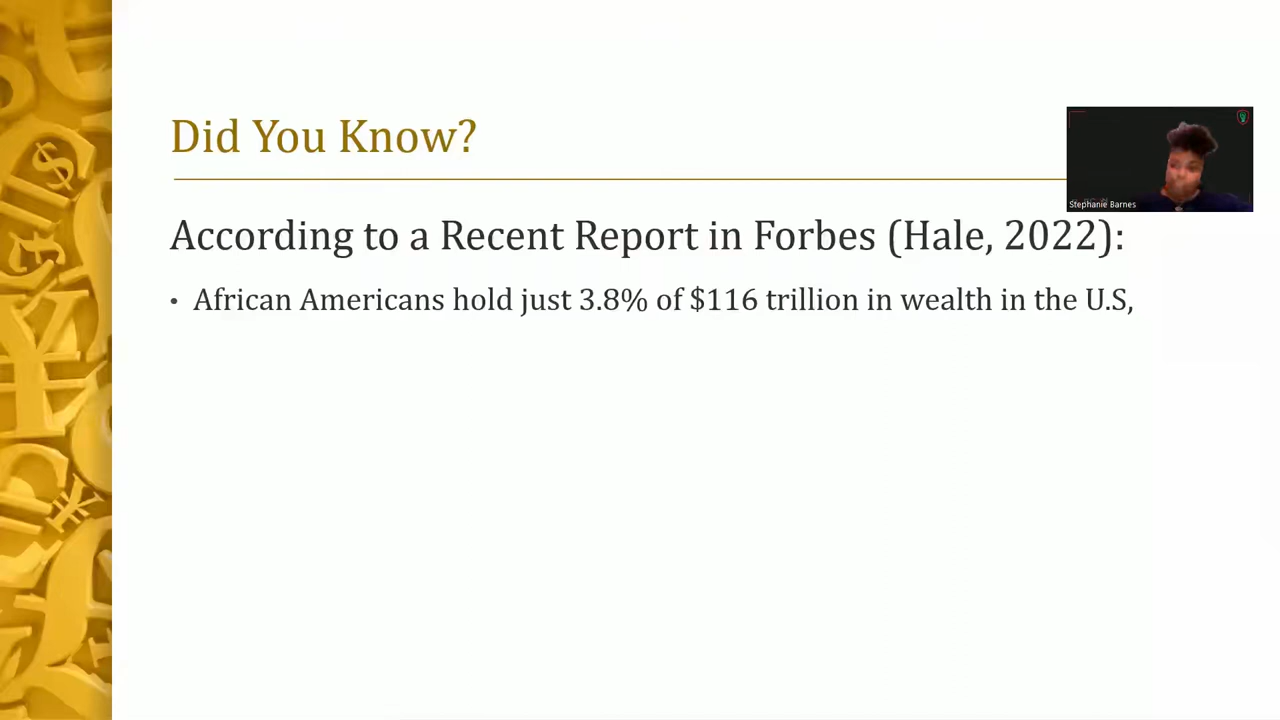 Did You Know?
Stephanie Barnes
According to a Recent Report in Forbes (Hale, 2022):
• African Americans hold just 3.8% of $116 trillion in wealth in the U.S,